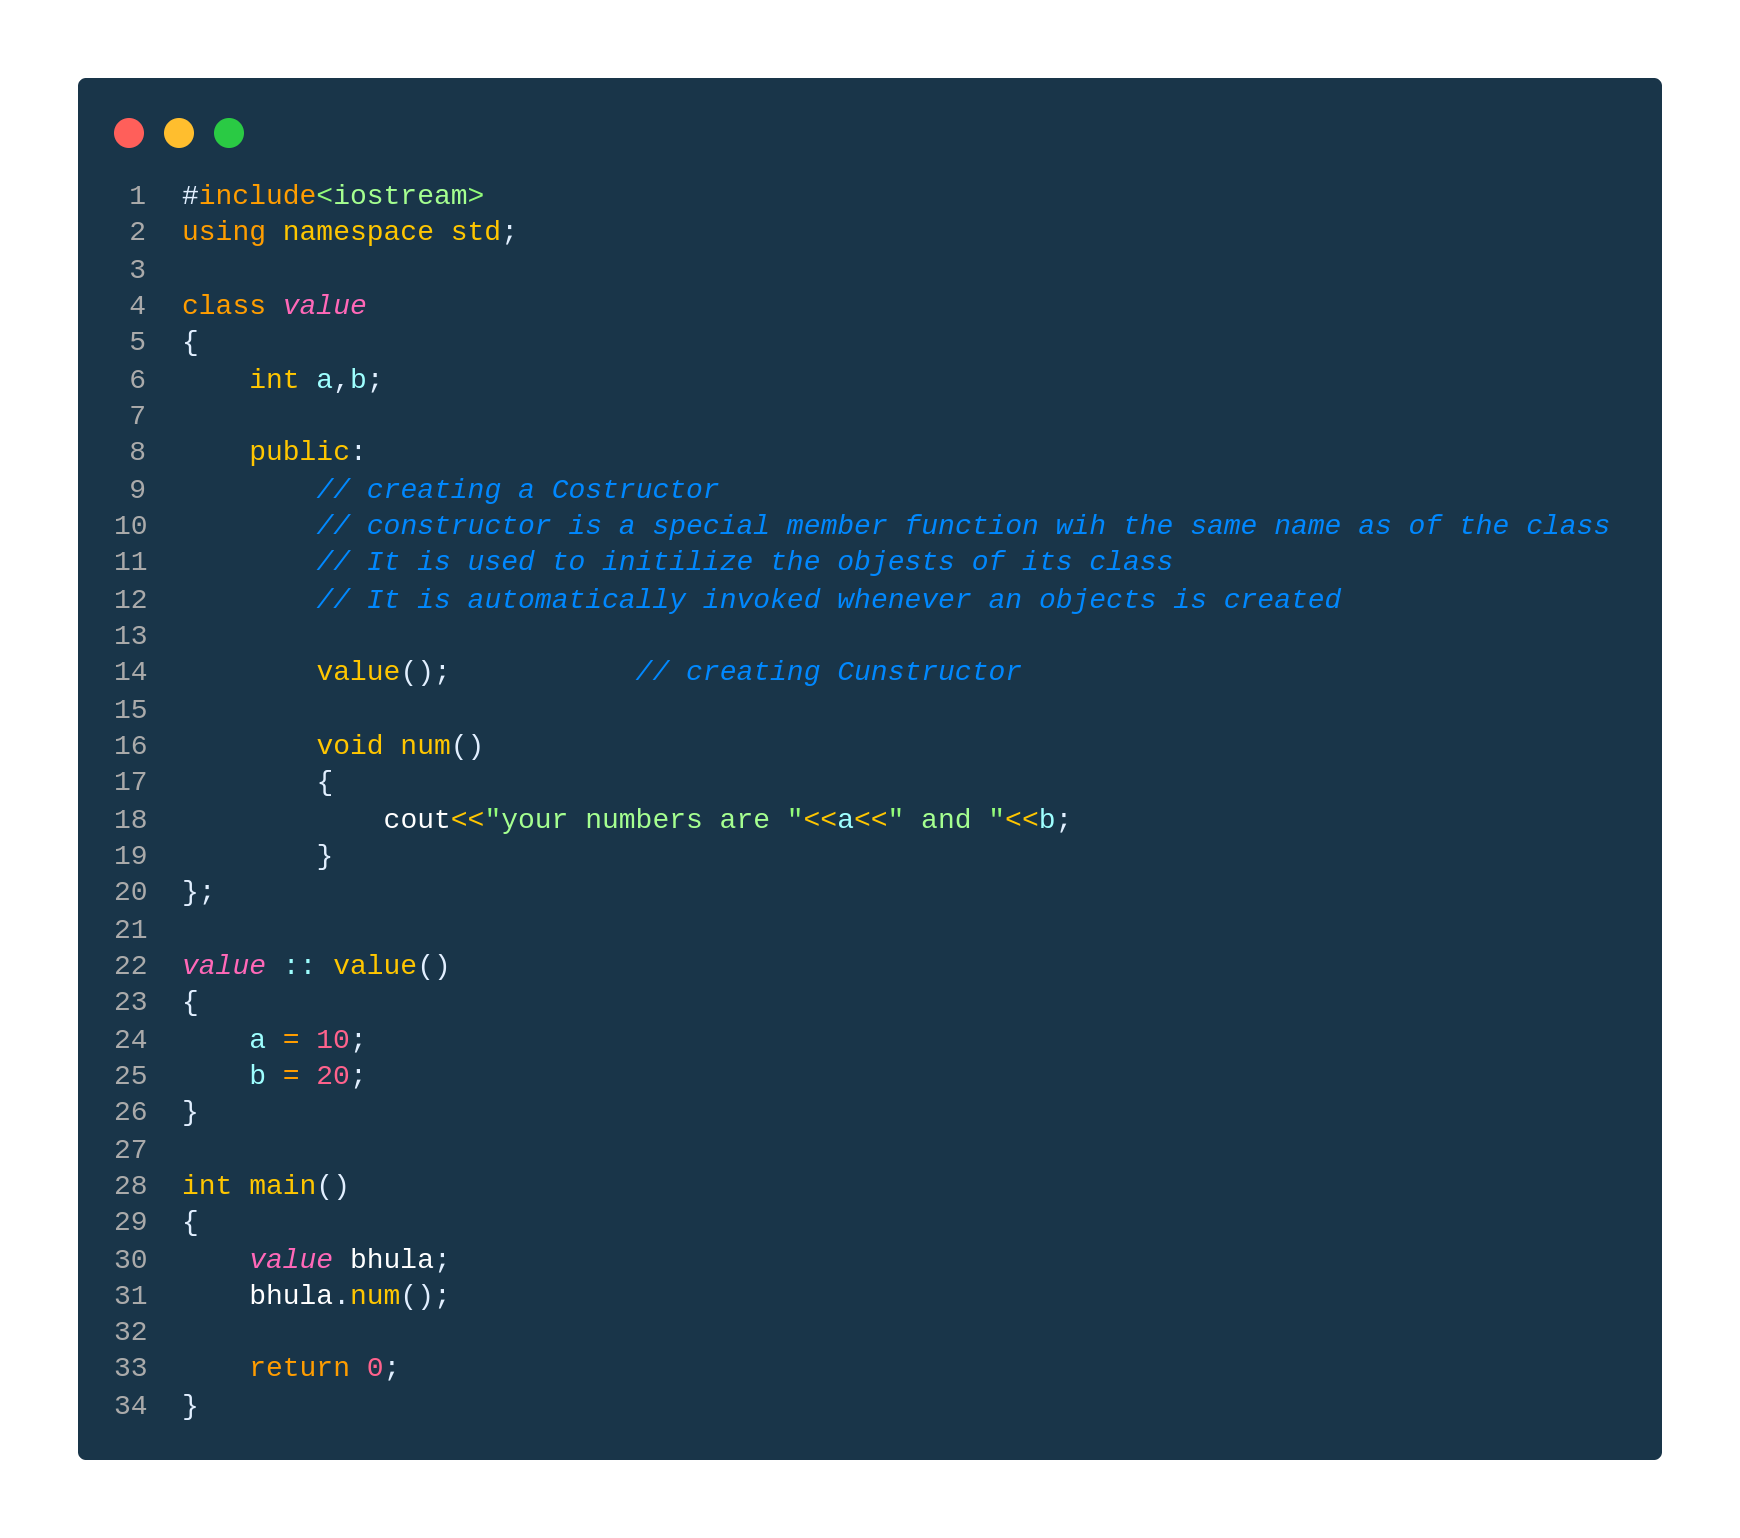 1 #include<iostream>
2 using namespace std;
3
4 class value
5 {
6     int a,b;
7
8     public:
9         // creating a Costructor
10         // constructor is a special member function wih the same name as of the class
11         // It is used to initilize the objests of its class
12         // It is automatically invoked whenever an objects is created
13
14         value();           // creating Cunstructor
15
16         void num()
17         {
18             cout<<"your numbers are "<<a<<" and "<<b;
19         }
20 };
21
22 value :: value()
23 {
24     a = 10;
25     b = 20;
26 }
27
28 int main()
29 {
30     value bhula;
31     bhula.num();
32
33     return 0;
34 }